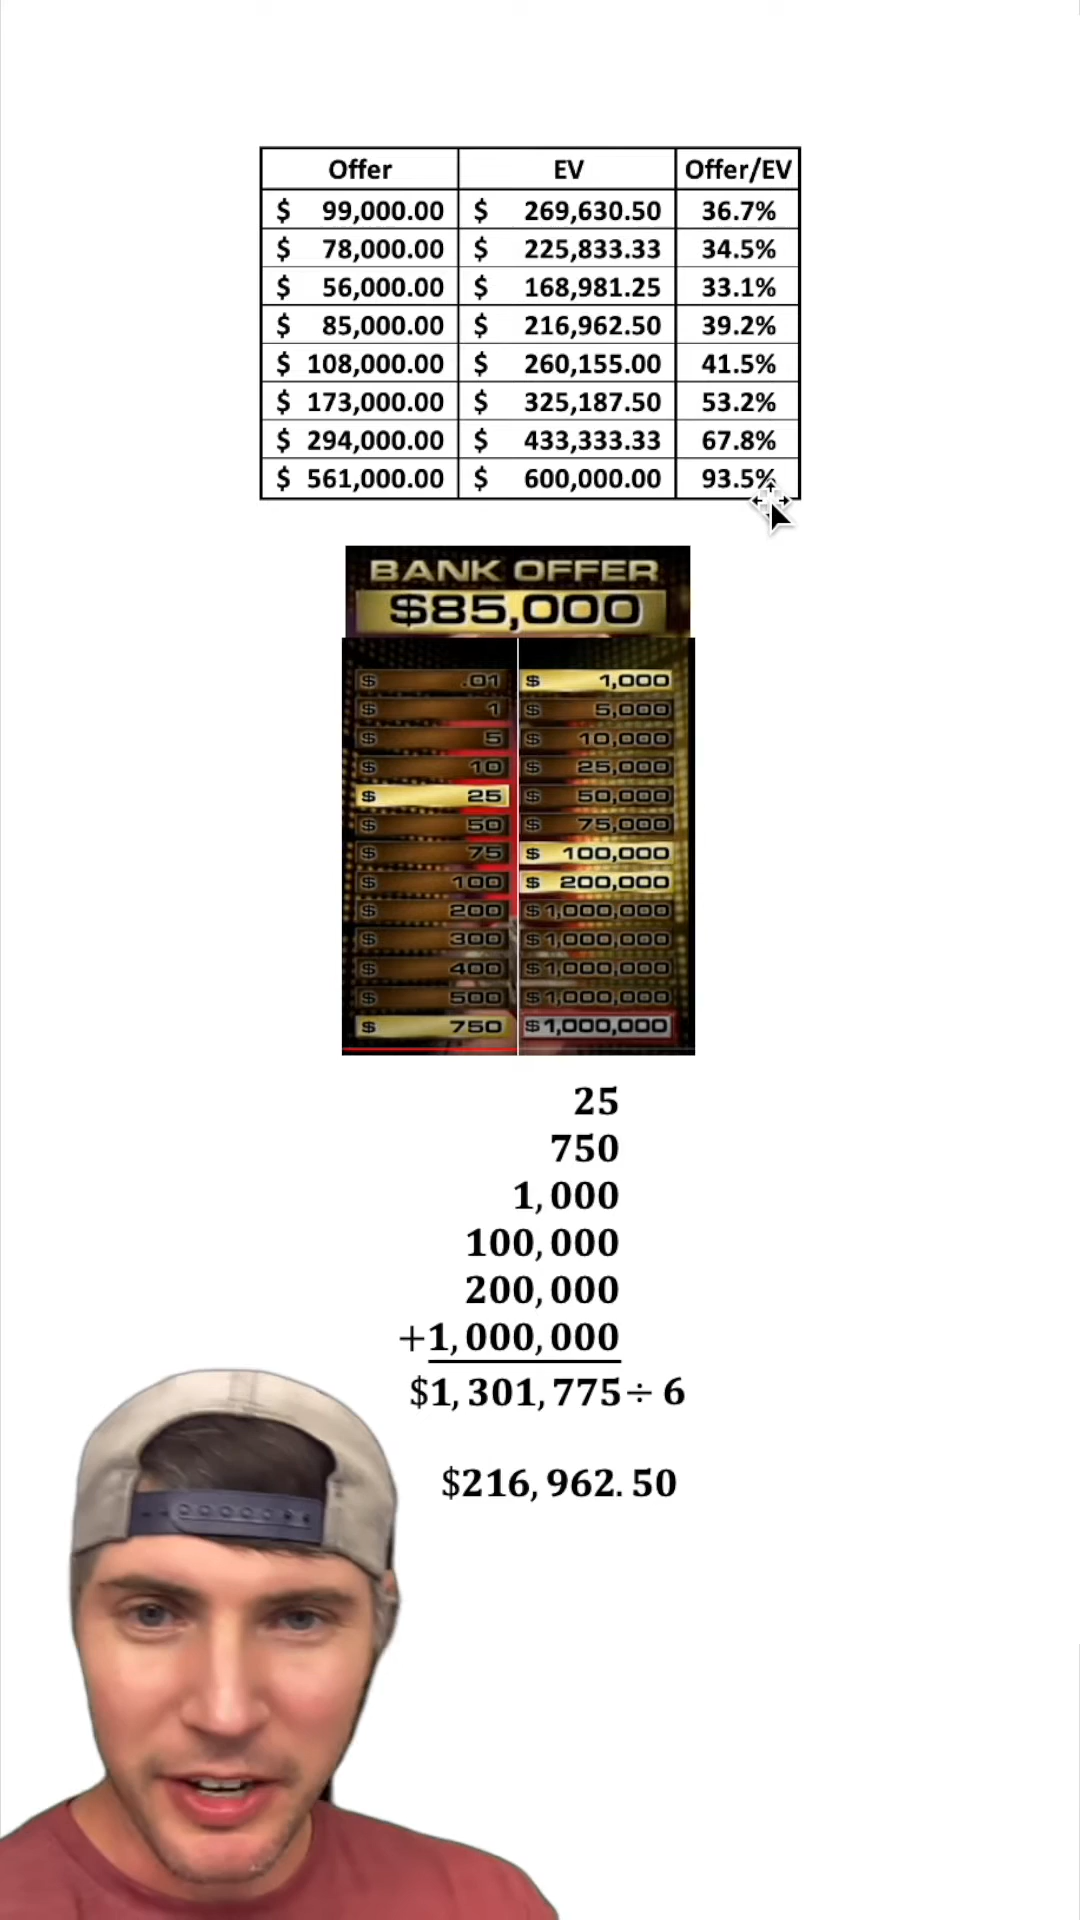 Offer EV Offer/EV
$ 99,000.00 $ 269,630.50 36.7%
$ 78,000.00 $ 225,833.33 34.5%
$ 56,000.00 $ 168,981.25 33.1%
$ 85,000.00 $ 216,962.50 39.2%
$ 108,000.00 $ 260,155.00 41.5%
$ 173,000.00 $ 325,187.50 53.2%
$ 294,000.00 $ 433,333.33 67.8%
$ 561,000.00 $ 600,000.00 93.5%
BANK OFFER
$85,000
$ .01 $ 1,000
$ 1 $ 5,000
$ 5 $ 10,000
$ 10 $ 25,000
$ 25 $ 50,000
$ 50 $ 75,000
$ 75 $ 100,000
$ 100 $ 200,000
$ 200 $1,000,000
$ 300 $1,000,000
$ 400 $1,000,000
$ 500 $1,000,000
$ 750 $1,000,000
25
750
1,000
100,000
200,000
+1,000,000
$1,301,775 ÷ 6
$216,962.50